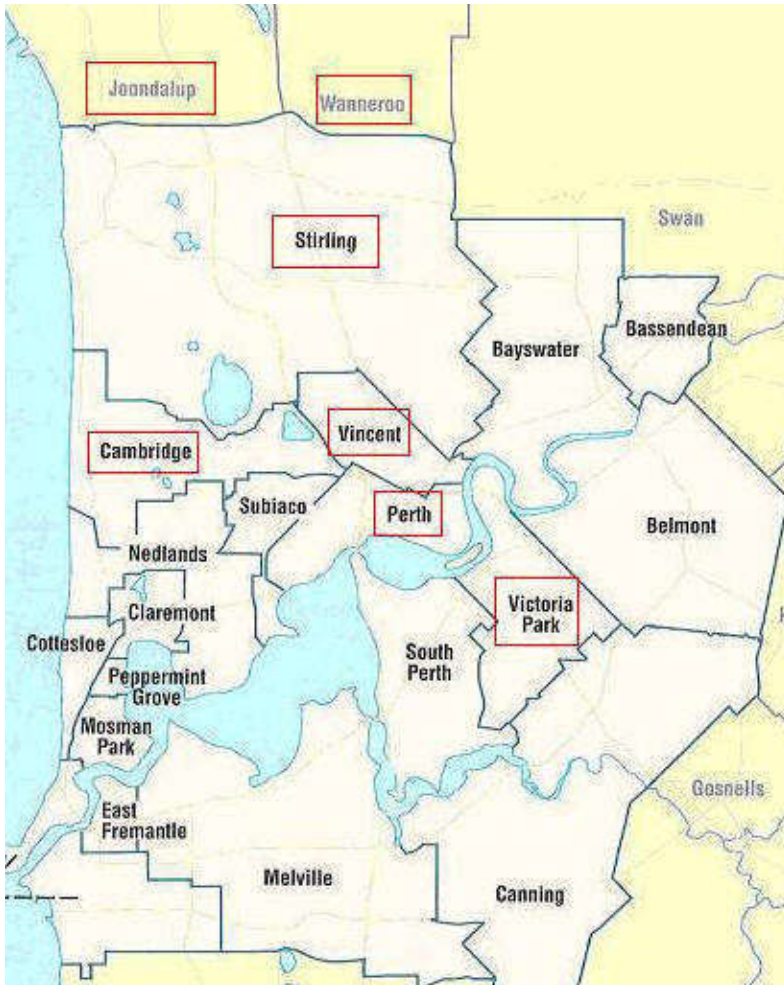 Joondalup
Wanneroo
Swan
Stirling
Bassendean
Bayswater
Vincent
Cambridge
Subiaco
Perth
Belmont
Nedlands
Claremont
Victoria
Park
Cottesloe
South
Perth
Peppermint
Grove
Mosman
Park
Gosnells
East
Fremantle
Melville
Canning